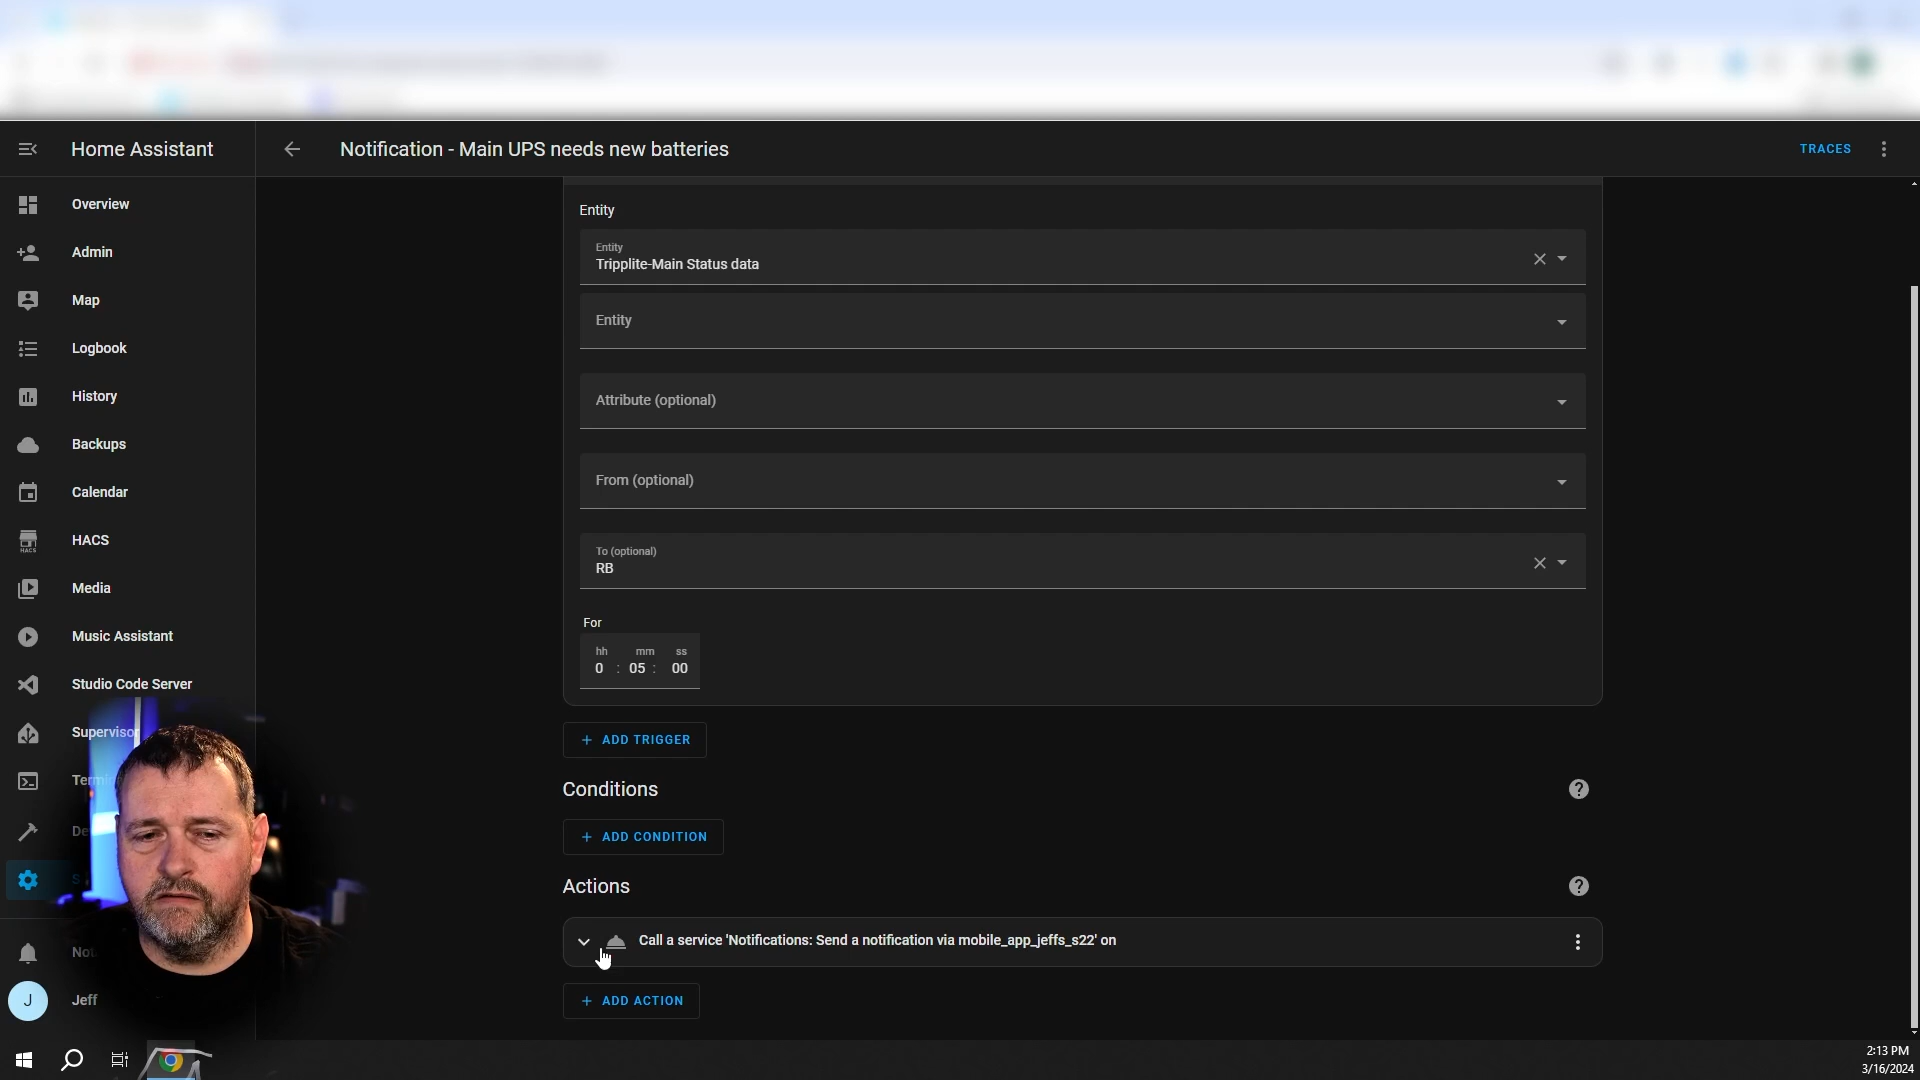 Home Assistant
Notification - Main UPS needs new batteries
TRACES
Overview
Admin
Map
Logbook
History
Backups
Calendar
HACS
HACS
Media
Music Assistant
Studio Code Server
Supervisor
J
Jeff
Entity
Entity
Tripplite-Main Status data
Entity
Attribute (optional)
From (optional)
To (optional)
RB
For
hh mm ss
0 : 05 : 00
+ ADD TRIGGER
Conditions
?
+ ADD CONDITION
Actions
?
Call a service 'Notifications: Send a notification via mobile_app_jeffs_s22' on
+ ADD ACTION
2:13 PM
3/16/2024